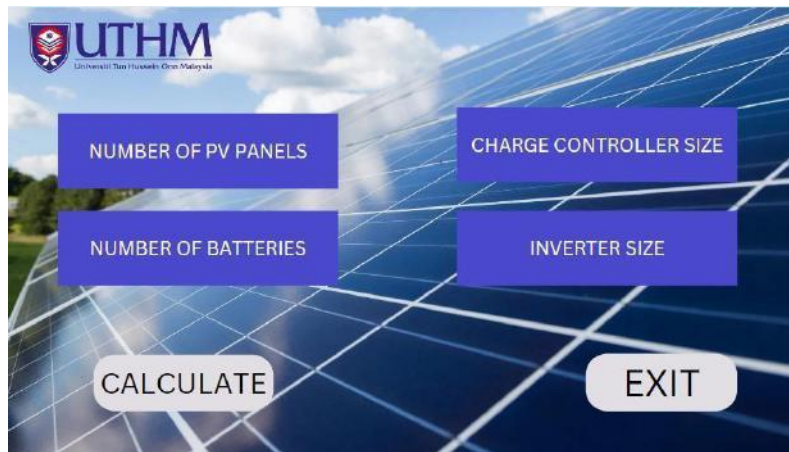 UTHM
Universiti Tun Hussein Onn Malaysia
NUMBER OF PV PANELS
CHARGE CONTROLLER SIZE
NUMBER OF BATTERIES
INVERTER SIZE
CALCULATE
EXIT